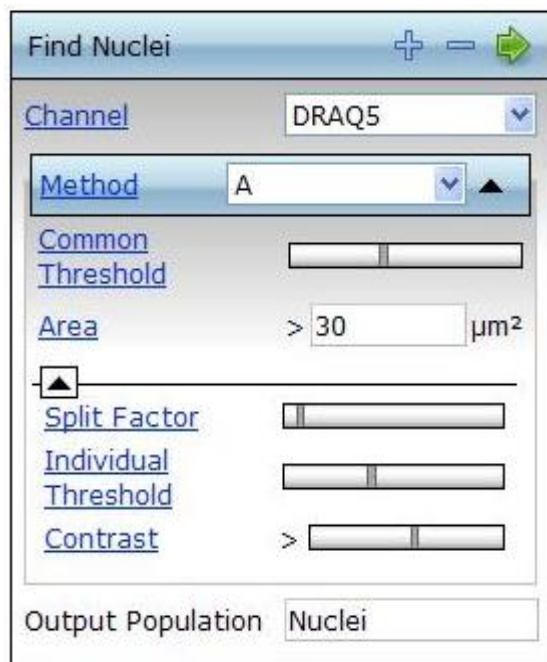 Find Nuclei
Channel DRAQ5
Method A
Common
Threshold
Area > 30 µm²
Split Factor
Individual
Threshold
Contrast >
Output Population Nuclei